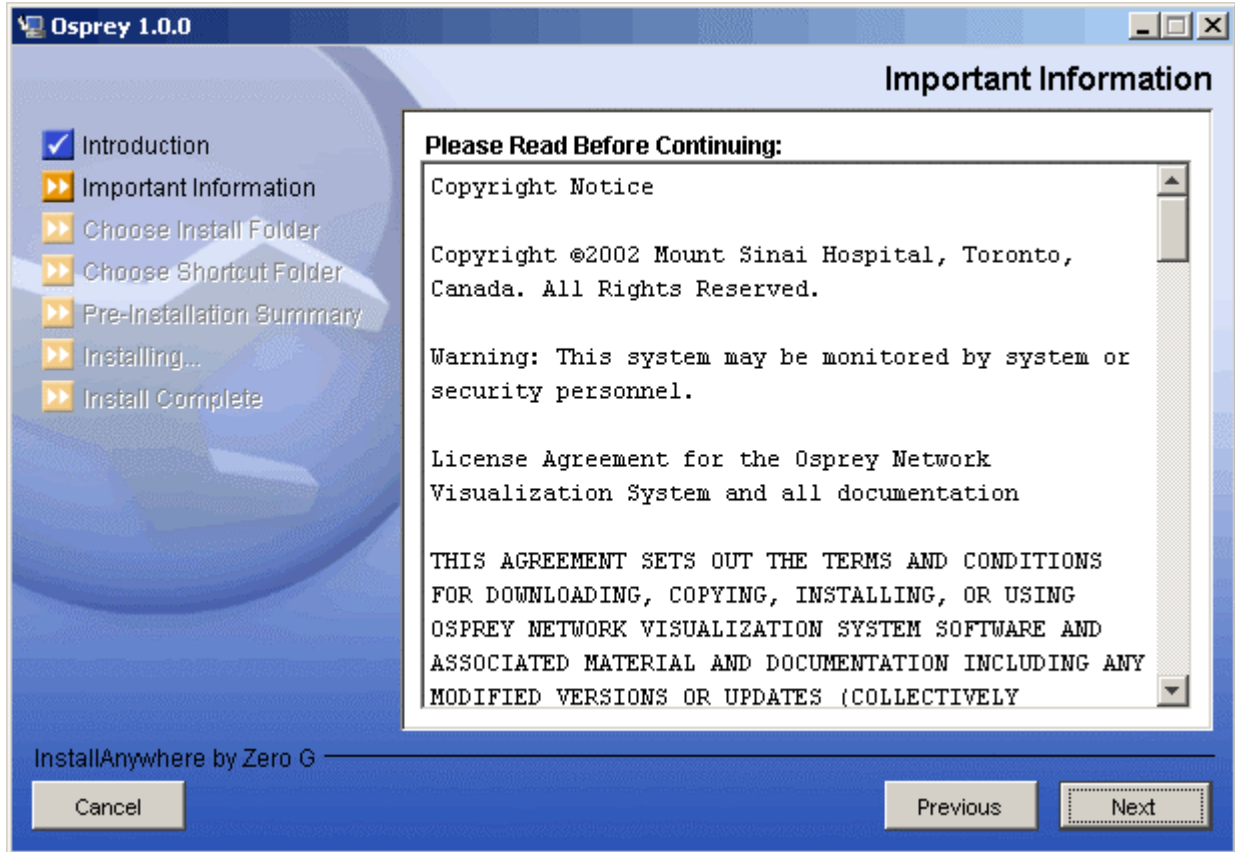 Osprey 1.0.0
Important Information
Introduction
Important Information
Choose Install Folder
Choose Shortcut Folder
Pre-Installation Summary
Installing...
Install Complete
Please Read Before Continuing:
Copyright Notice
Copyright ©2002 Mount Sinai Hospital, Toronto,
Canada. All Rights Reserved.
Warning: This system may be monitored by system or
security personnel.
License Agreement for the Osprey Network
Visualization System and all documentation
THIS AGREEMENT SETS OUT THE TERMS AND CONDITIONS
FOR DOWNLOADING, COPYING, INSTALLING, OR USING
OSPREY NETWORK VISUALIZATION SYSTEM SOFTWARE AND
ASSOCIATED MATERIAL AND DOCUMENTATION INCLUDING ANY
MODIFIED VERSIONS OR UPDATES (COLLECTIVELY
InstallAnywhere by Zero G
Cancel
Previous
Next